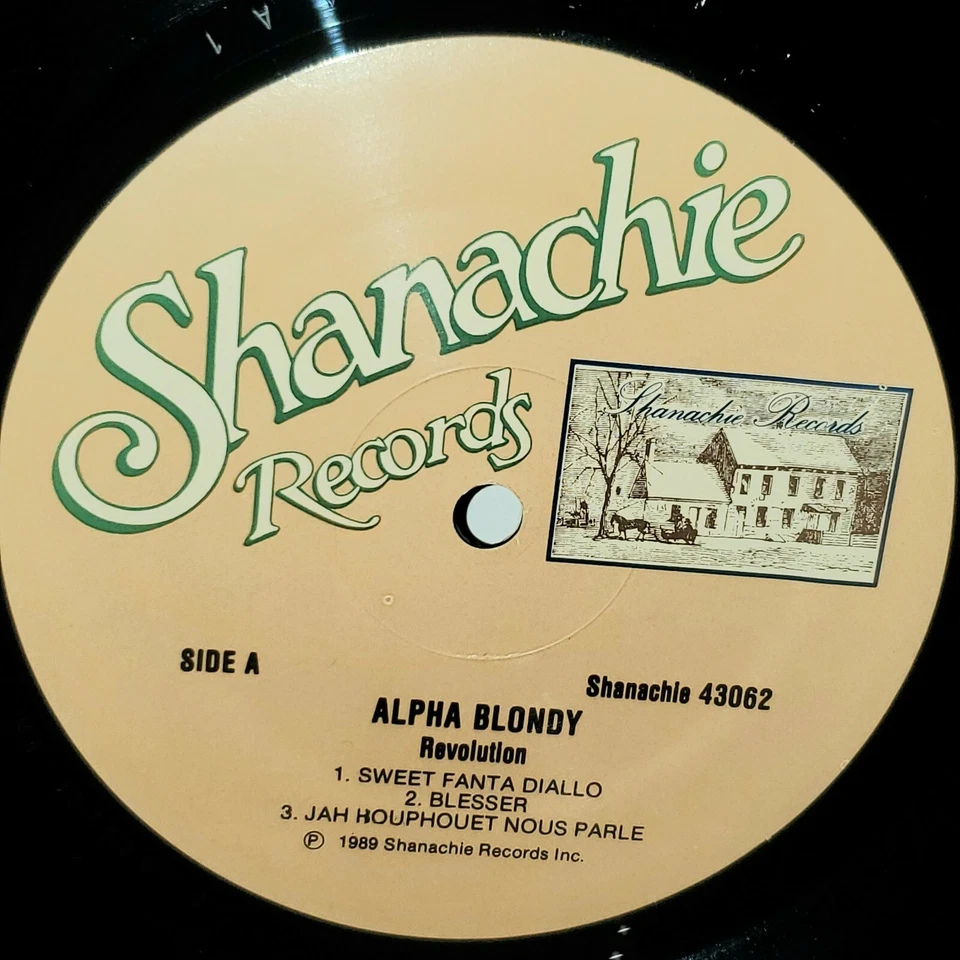 A 1
Shanachie
Records
Shanachie Records
SIDE A
Shanachie 43062
ALPHA BLONDY
Revolution
1. SWEET FANTA DIALLO
2. BLESSER
3. JAH HOUPHOUET NOUS PARLE
Ⓟ 1989 Shanachie Records Inc.